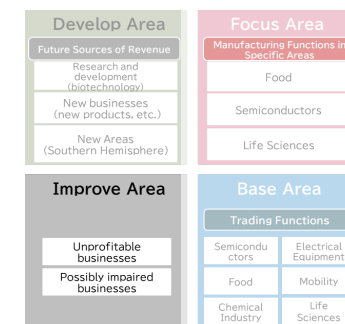 Develop Area
Future Sources of Revenue
Research and
development
(biotechnology)
New businesses
(new products, etc.)
New Areas
(Southern Hemisphere)
Focus Area
Manufacturing Functions in
Specific Areas
Food
Semiconductors
Life Sciences
Improve Area
Unprofitable
businesses
Possibly impaired
businesses
Base Area
Trading Functions
Semicondu
ctors
Electrical
Equipment
Food
Mobility
Chemical
Industry
Life
Sciences